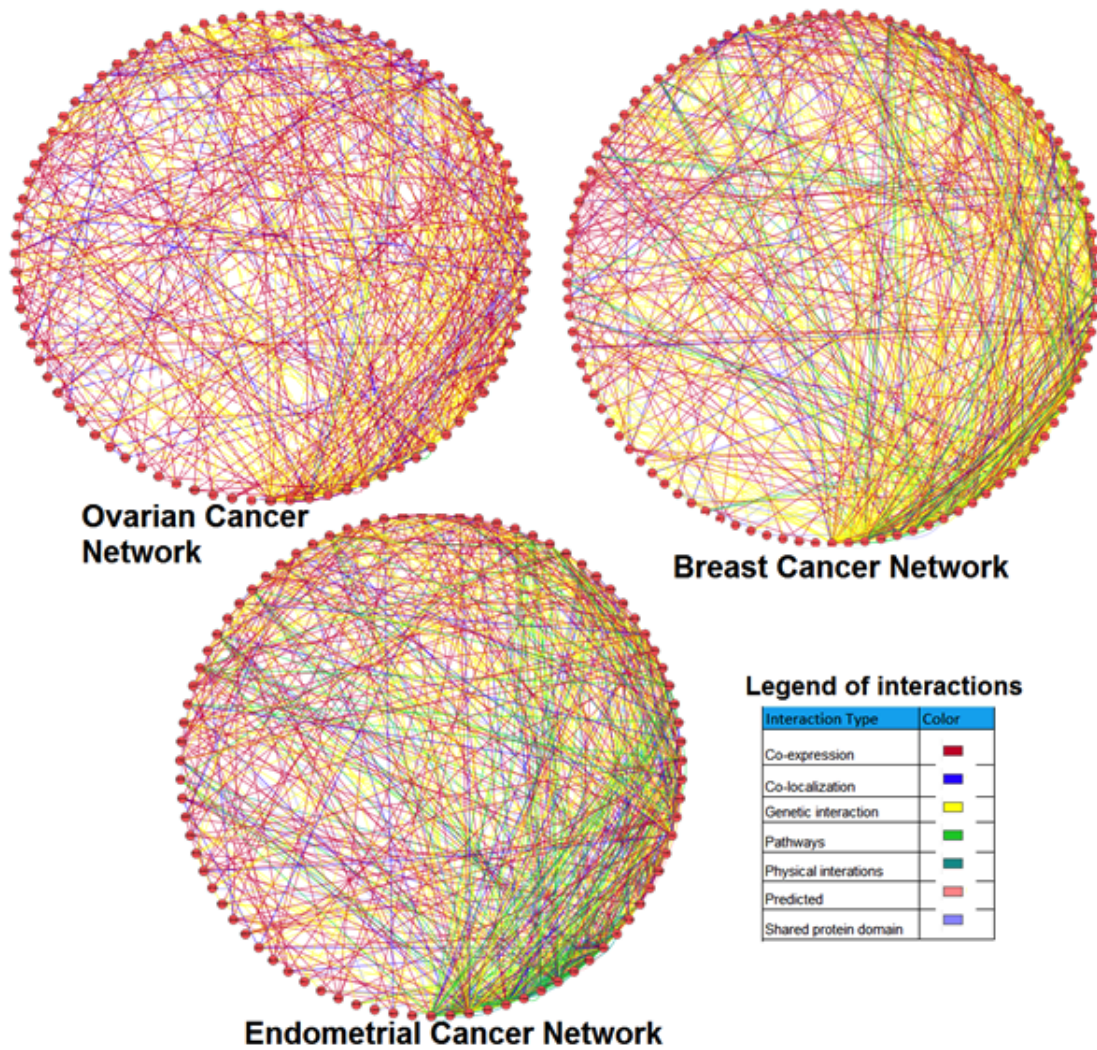 Ovarian Cancer
Network
Breast Cancer Network
Endometrial Cancer Network
Legend of interactions
Interaction Type Color
Co-expression
Co-localization
Genetic interaction
Pathways
Physical interations
Predicted
Shared protein domain